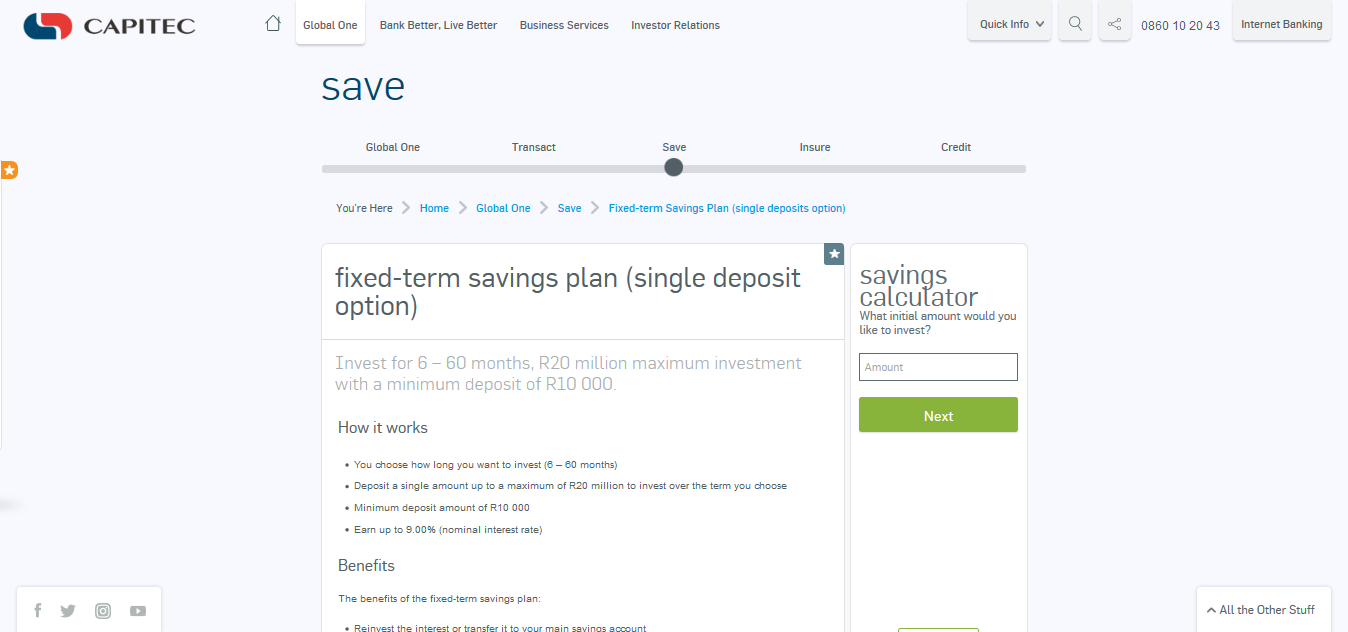 CAPITEC
Global One
Bank Better, Live Better
Business Services
Investor Relations
Quick Info
0860 10 20 43
Internet Banking
save
Global One
Transact
Save
Insure
Credit
You're Here
Home
Global One
Save
Fixed-term Savings Plan (single deposits option)
fixed-term savings plan (single deposit
option)
Invest for 6 – 60 months, R20 million maximum investment
with a minimum deposit of R10 000.
How it works
• You choose how long you want to invest (6 – 60 months)
• Deposit a single amount up to a maximum of R20 million to invest over the term you choose
• Minimum deposit amount of R10 000
• Earn up to 9.00% (nominal interest rate)
Benefits
The benefits of the fixed-term savings plan:
• Reinvest the interest or transfer it to your main savings account
savings
calculator
What initial amount would you
like to invest?
Amount
Next
All the Other Stuff